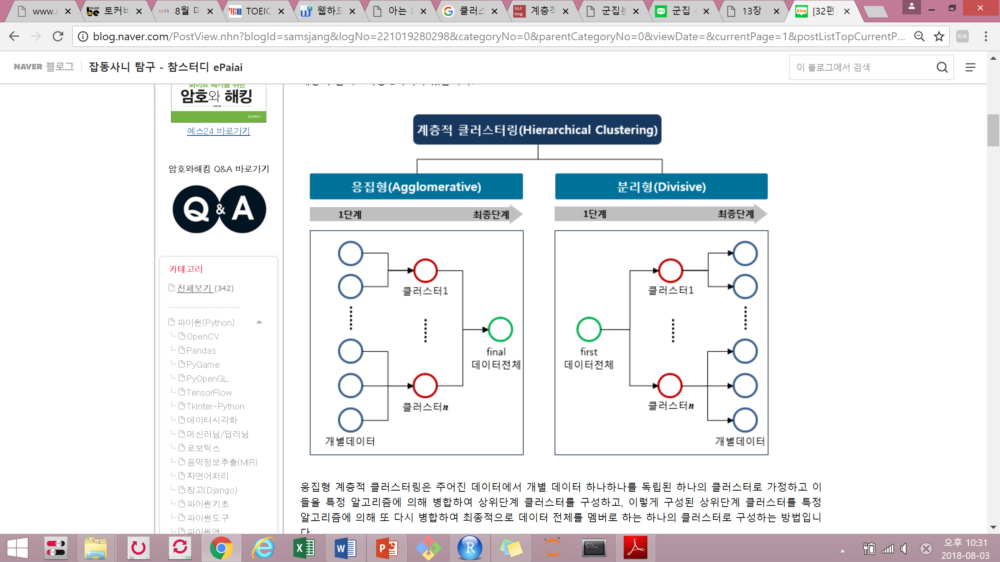 www.
토커비
8월
TOEIC
웹하드
아는
클러스
계층적
군집분
군집
13장
[32편]
blog.naver.com/PostView.nhn?blogId=samsjang&logNo=221019280298&categoryNo=0&parentCategoryNo=0&viewDate=&currentPage=1&postListTopCurrentP...
EX
NAVER 블로그
잡동사니 탐구 - 참스터디 ePaiai
이 블로그에서 검색
화이트 해커를 위한
암호와 해킹
예스24 바로가기
암호와해킹 Q&A 바로가기
Q & A
카테고리
전체보기 (342)
파이썬(Python)
OpenCV
Pandas
PyGame
PyOpenGL
TensorFlow
Tkinter-Python
데이터시각화
머신러닝/딥러닝
로보틱스
음악정보추출(MIR)
자연어처리
장고(Django)
파이썬기초
파이썬도구
파이썬앱
계층적 클러스터링(Hierarchical Clustering)
응집형(Agglomerative)
1단계 최종단계
클러스터1
final
데이터전체
클러스터n
개별데이터
분리형(Divisive)
1단계 최종단계
클러스터1
first
데이터전체
클러스터n
개별데이터
응집형 계층적 클러스터링은 주어진 데이터에서 개별 데이터 하나하나를 독립된 하나의 클러스터로 가정하고 이
들을 특정 알고리즘에 의해 병합하여 상위단계 클러스터를 구성하고, 이렇게 구성된 상위단계 클러스터를 특정
알고리즘에 의해 또 다시 병합하여 최종적으로 데이터 전체를 멤버로 하는 하나의 클러스터로 구성하는 방법입니
다
오후 10:31
2018-08-03